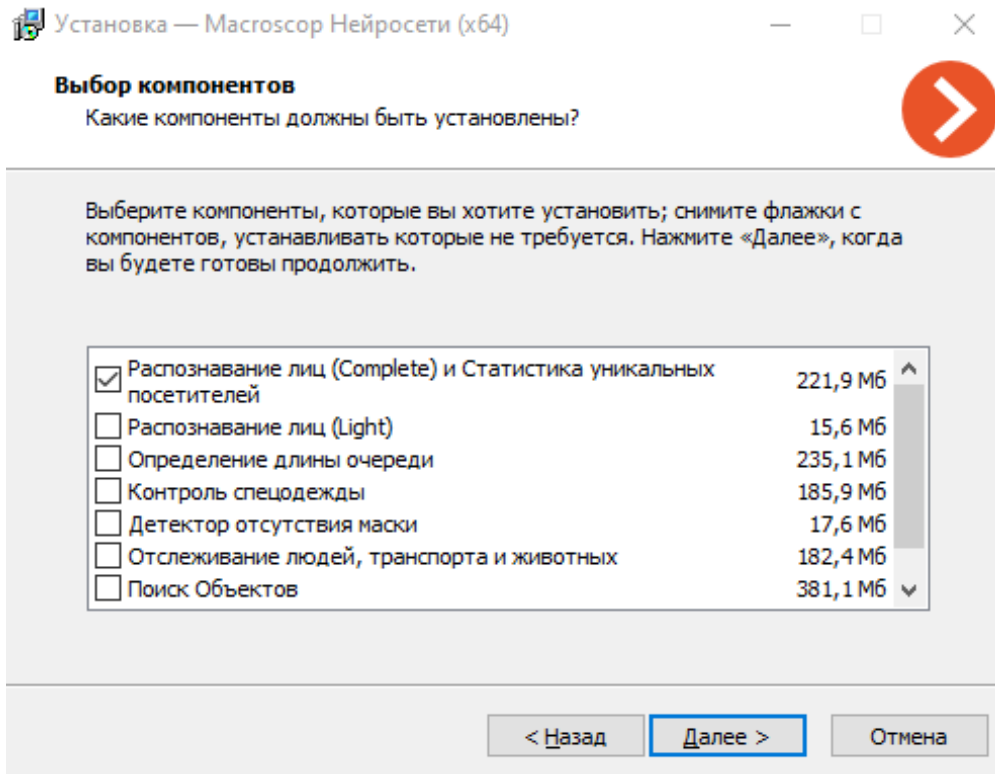 Установка — Macroscop Нейросети (x64)
Выбор компонентов
Какие компоненты должны быть установлены?
Выберите компоненты, которые вы хотите установить; снимите флажки с
компонентов, устанавливать которые не требуется. Нажмите «Далее», когда
вы будете готовы продолжить.
Распознавание лиц (Complete) и Статистика уникальных
посетителей 221,9 Мб
Распознавание лиц (Light) 15,6 Мб
Определение длины очереди 235,1 Мб
Контроль спецодежды 185,9 Мб
Детектор отсутствия маски 17,6 Мб
Отслеживание людей, транспорта и животных 182,4 Мб
Поиск Объектов 381,1 Мб
< Назад Далее > Отмена